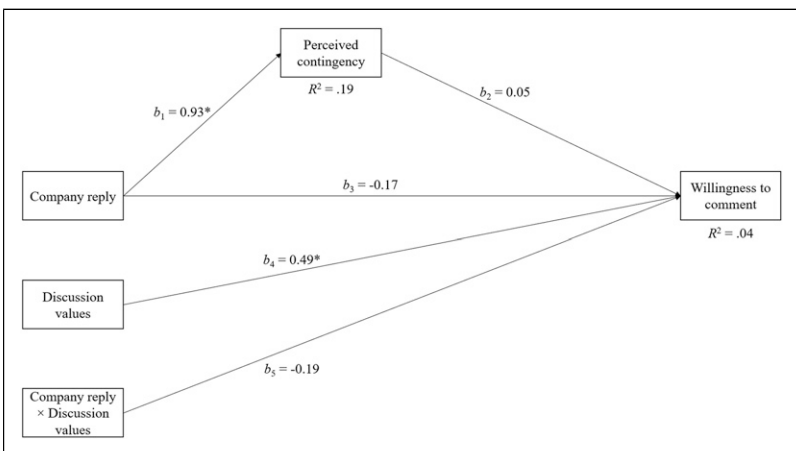 Perceived
contingency
R² = .19
b₁ = 0.93*
b₂ = 0.05
Company reply
b₃ = -0.17
Willingness to
comment
R² = .04
b₄ = 0.49*
Discussion
values
b₅ = -0.19
Company reply
× Discussion
values